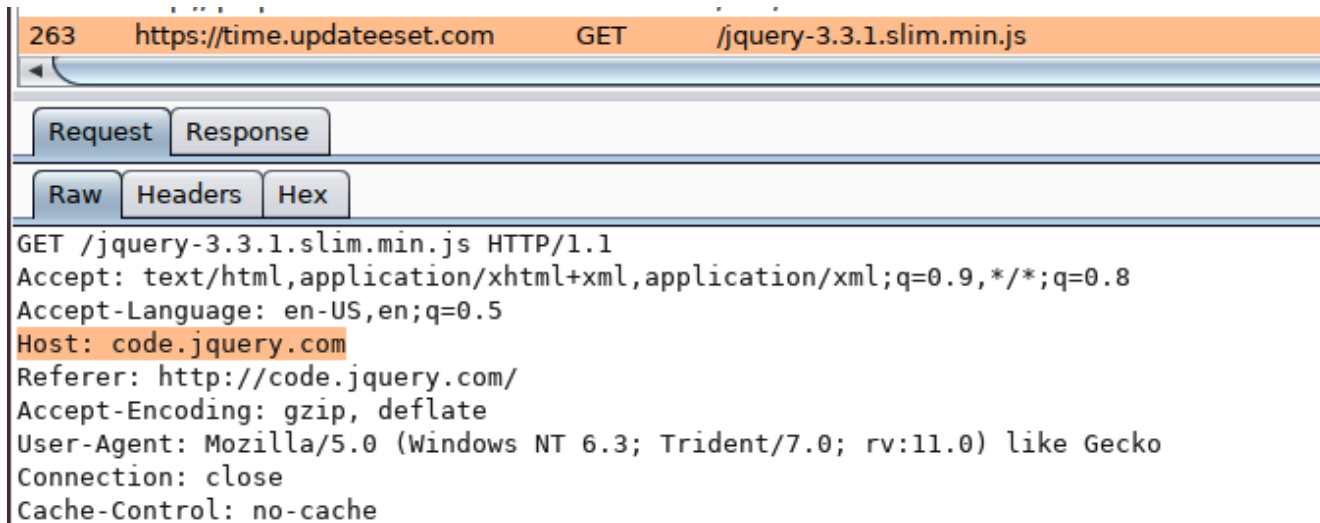 263 https://time.updateeset.com GET /jquery-3.3.1.slim.min.js
Request Response
Raw Headers Hex
GET /jquery-3.3.1.slim.min.js HTTP/1.1
Accept: text/html,application/xhtml+xml,application/xml;q=0.9,*/*;q=0.8
Accept-Language: en-US,en;q=0.5
Host: code.jquery.com
Referer: http://code.jquery.com/
Accept-Encoding: gzip, deflate
User-Agent: Mozilla/5.0 (Windows NT 6.3; Trident/7.0; rv:11.0) like Gecko
Connection: close
Cache-Control: no-cache